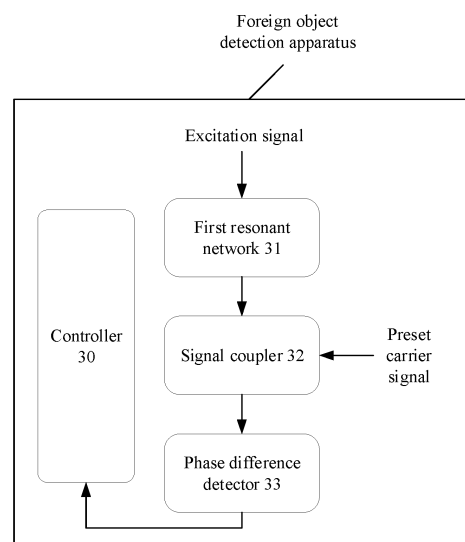 Foreign object
detection apparatus
Excitation signal
First resonant
network 31
Controller
30
Signal coupler 32
Preset
carrier
signal
Phase difference
detector 33